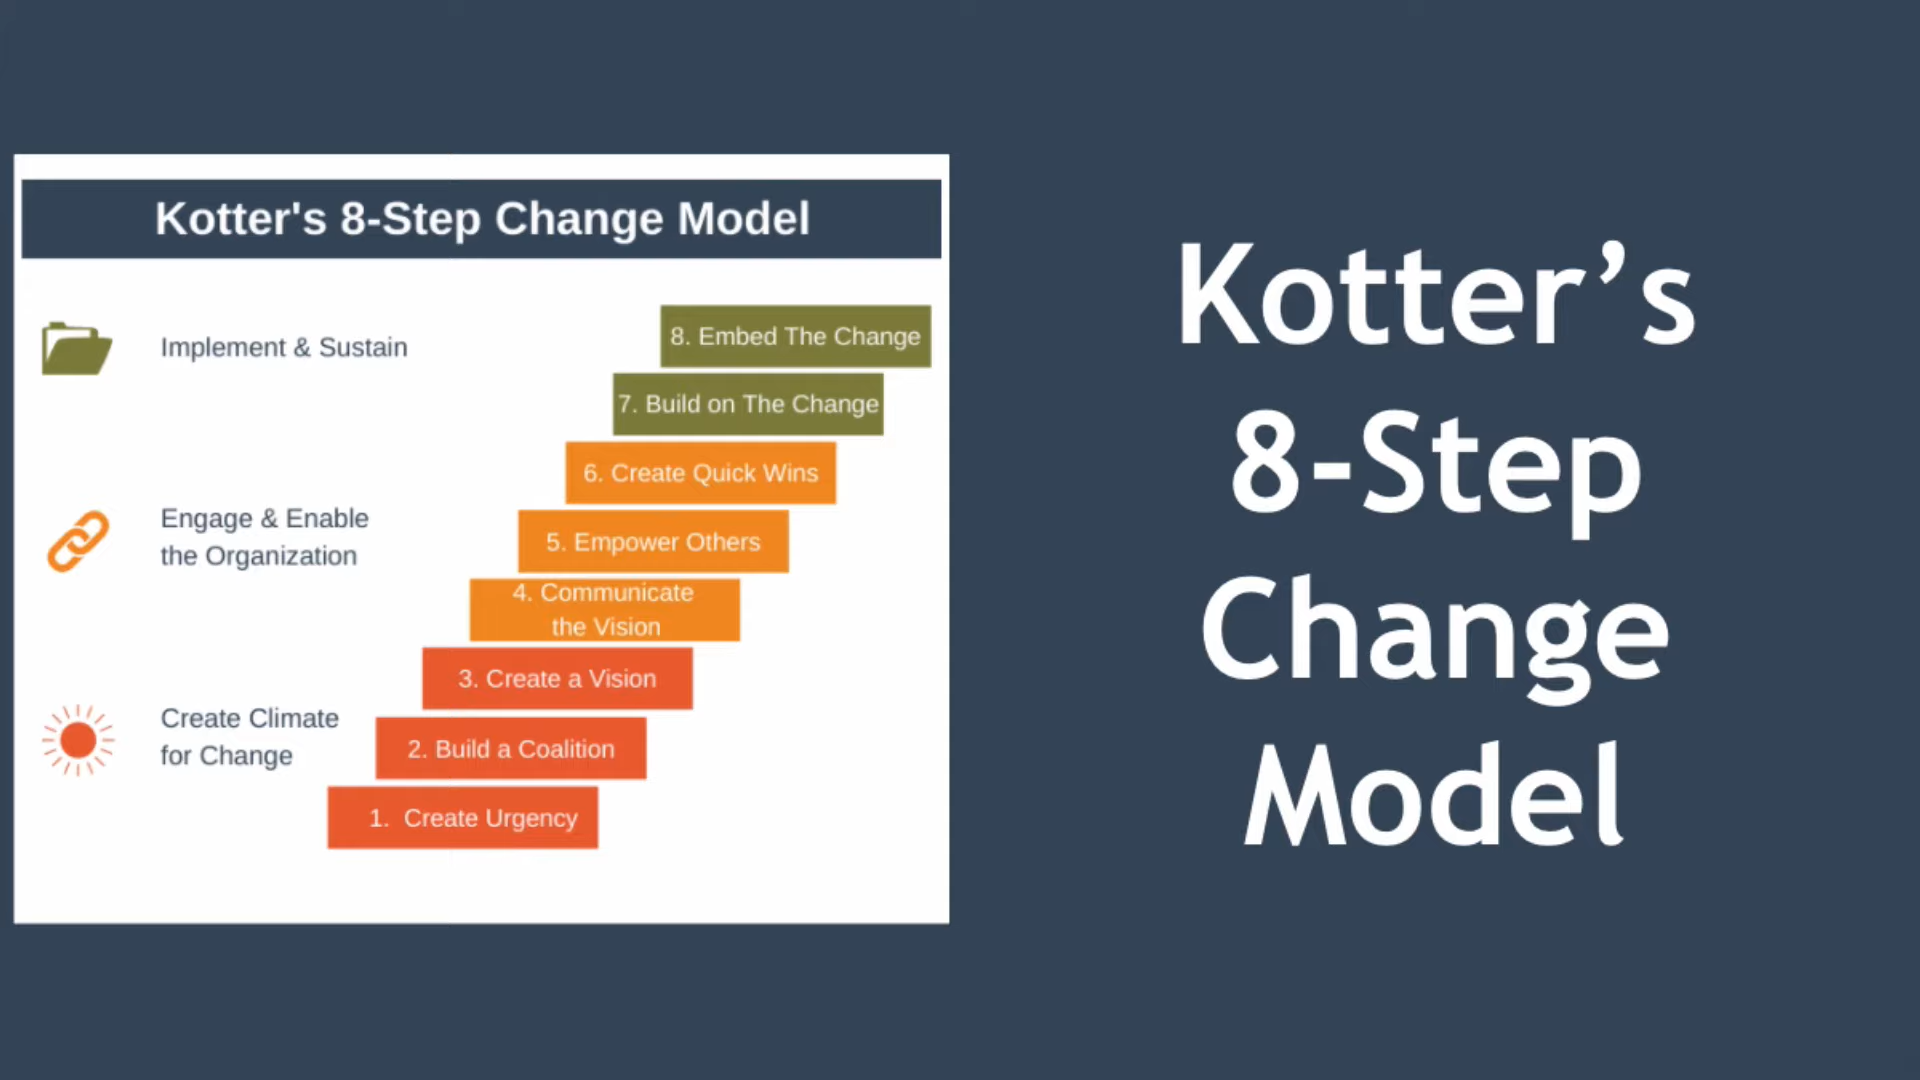 Kotter's 8-Step Change Model
Implement & Sustain
8. Embed The Change
7. Build on The Change
Engage & Enable
the Organization
6. Create Quick Wins
5. Empower Others
4. Communicate
the Vision
Create Climate
for Change
3. Create a Vision
2. Build a Coalition
1. Create Urgency
Kotter’s
8-Step
Change
Model